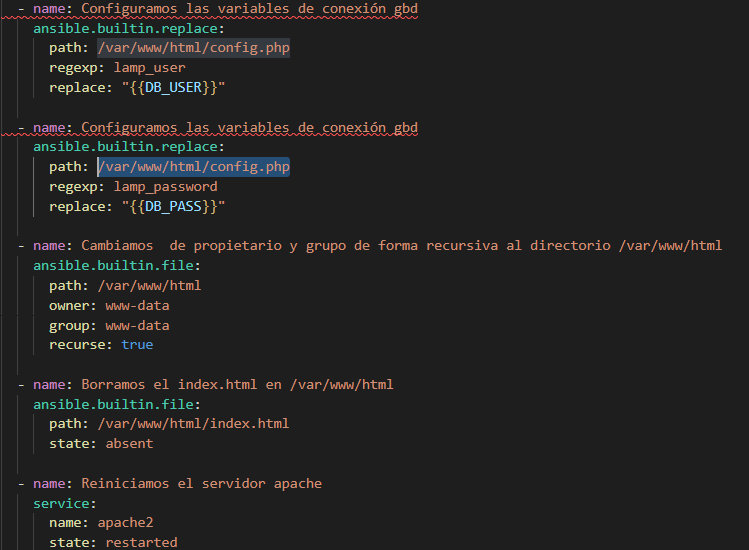 - name: Configuramos las variables de conexión gbd
ansible.builtin.replace:
path: /var/www/html/config.php
regexp: lamp_user
replace: "{{DB_USER}}"
- name: Configuramos las variables de conexión gbd
ansible.builtin.replace:
path: /var/www/html/config.php
regexp: lamp_password
replace: "{{DB_PASS}}"
- name: Cambiamos  de propietario y grupo de forma recursiva al directorio /var/www/html
ansible.builtin.file:
path: /var/www/html
owner: www-data
group: www-data
recurse: true
- name: Borramos el index.html en /var/www/html
ansible.builtin.file:
path: /var/www/html/index.html
state: absent
- name: Reiniciamos el servidor apache
service:
name: apache2
state: restarted